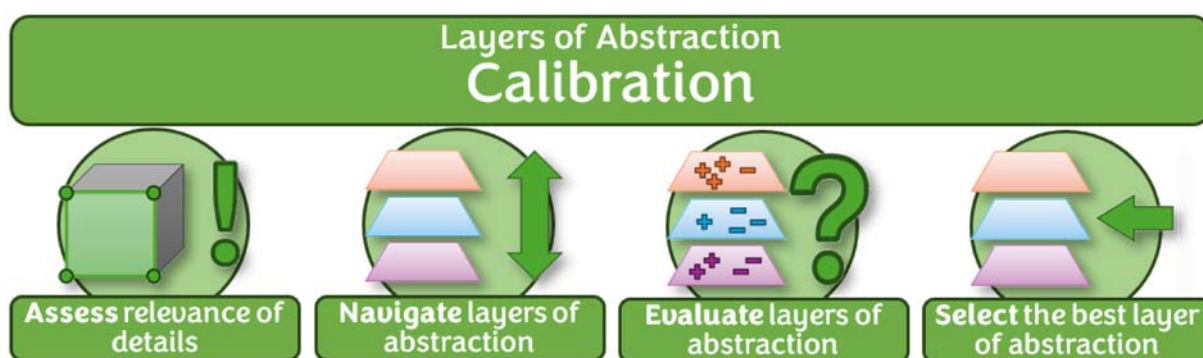 Layers of Abstraction
Calibration
Assess relevance of
details
Navigate layers of
abstraction
Evaluate layers of
abstraction
Select the best layer
of abstraction